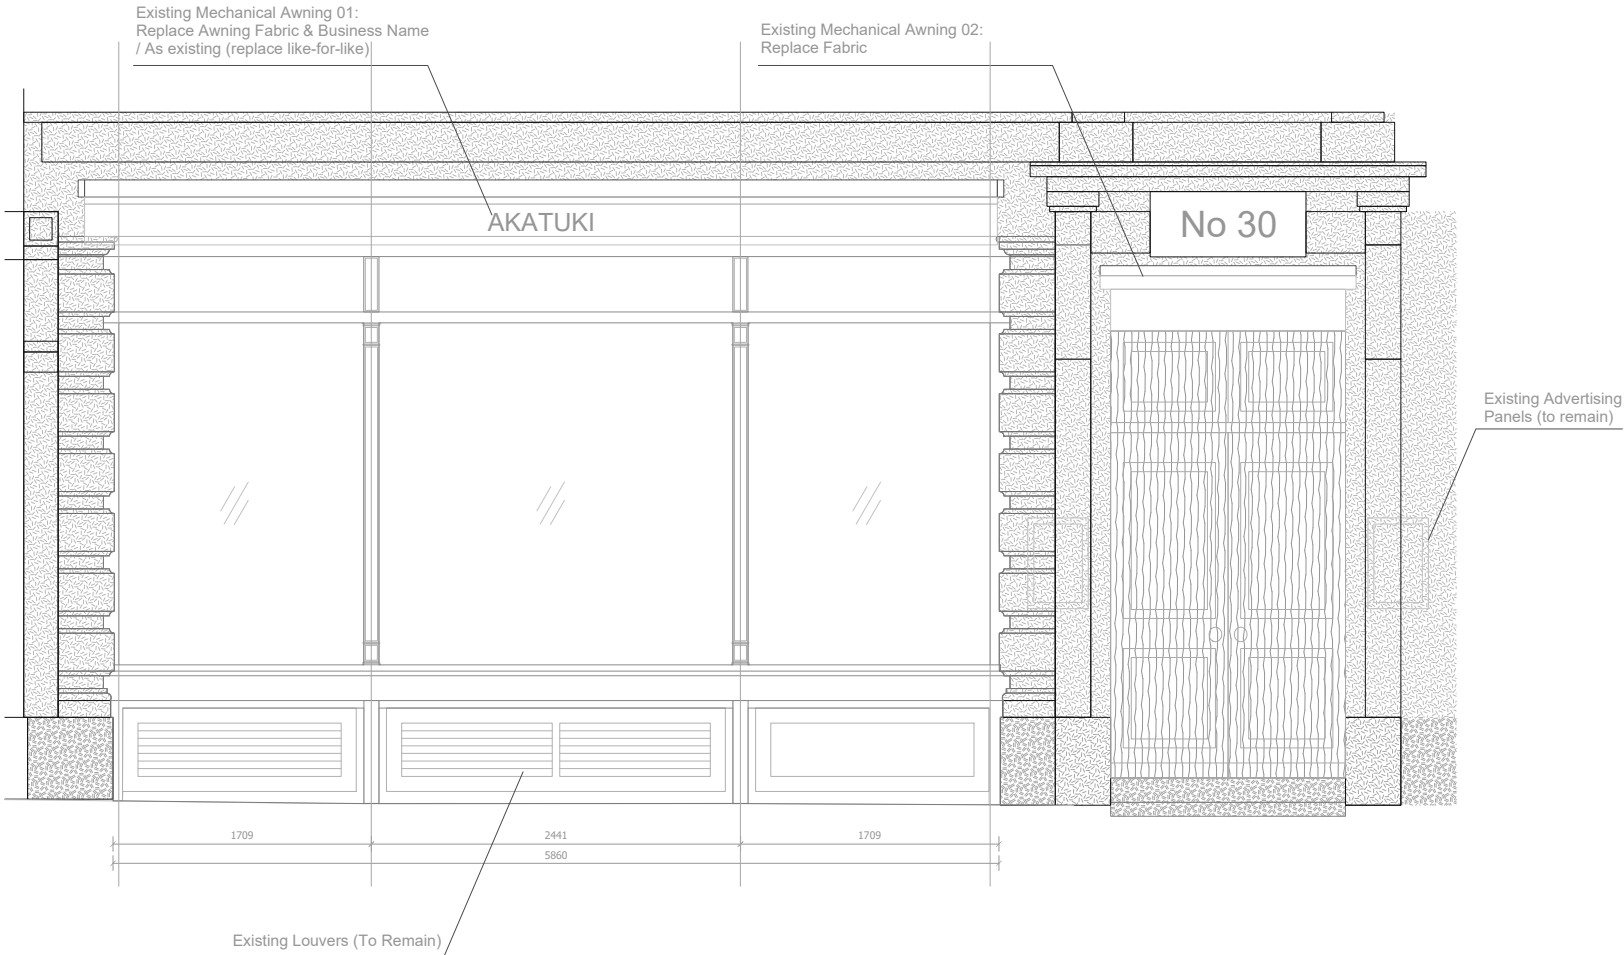 Existing Mechanical Awning 01:
Replace Awning Fabric & Business Name
/ As existing (replace like-for-like)
Existing Mechanical Awning 02:
Replace Fabric
AKATUKI
No 30
Existing Advertising
Panels (to remain)
1709
2441
1709
5860
Existing Louvers (To Remain)